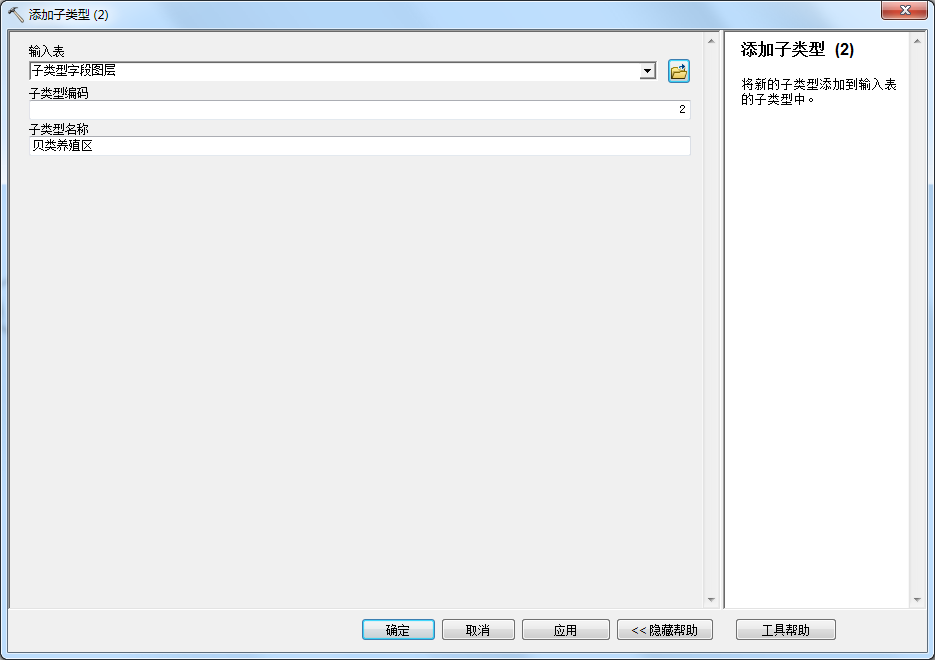 添加子类型 (2)
输入表
子类型字段图层
子类型编码
2
子类型名称
贝类养殖区
添加子类型 (2)
将新的子类型添加到输入表
的子类型中。
确定
取消
应用
<< 隐藏帮助
工具帮助